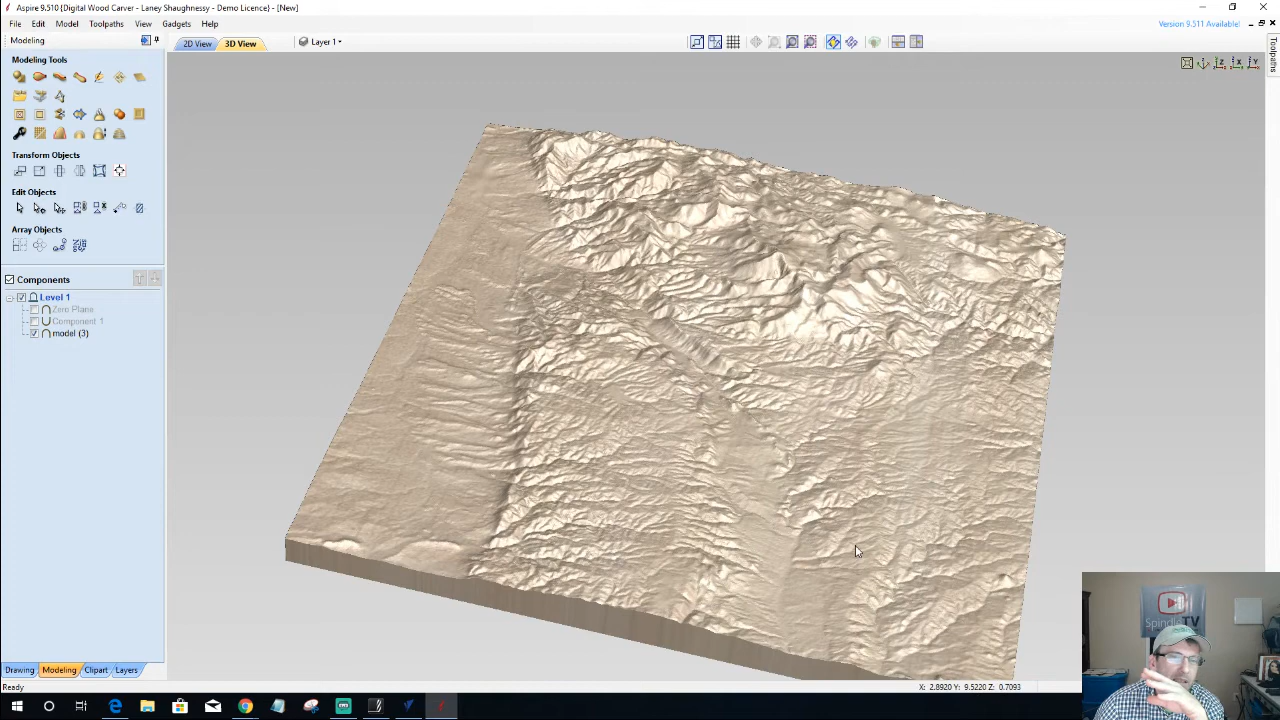 Aspire 9.510 {Digital Wood Carver - Laney Shaughnessy - Demo Licence} - [New]
File Edit Model Toolpaths View Gadgets Help
Version 9.511 Available!
Modeling
2D View 3D View Layer 1
Toolpaths
Modeling Tools
Transform Objects
Edit Objects
Array Objects
Components
Level 1
Zero Plane
Component 1
model (3)
Spindle TV
Drawing Modeling Clipart Layers
Ready
X: 2.8920 Y: 9.5220 Z: 0.7093